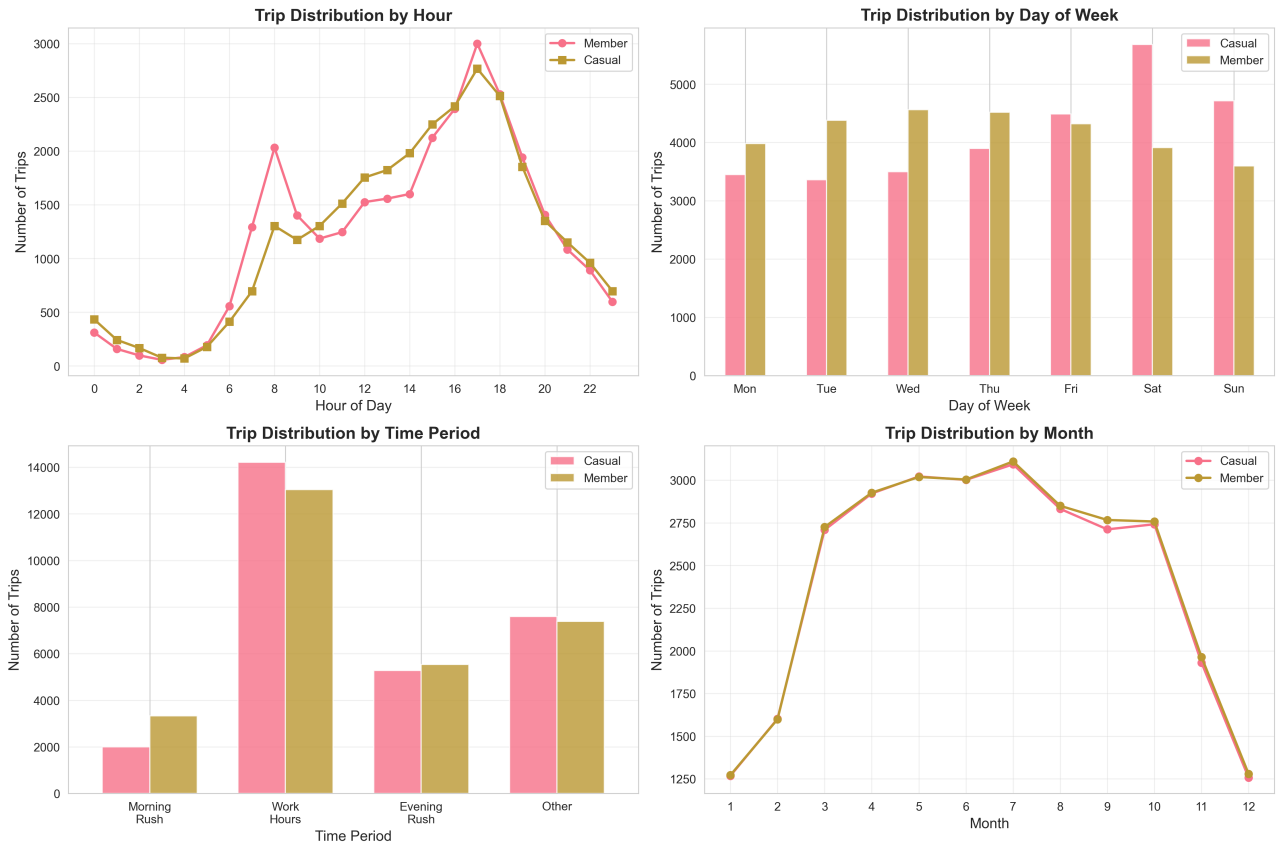 Trip Distribution by Hour
Number of Trips
3000
2500
2000
1500
1000
500
0
0 2 4 6 8 10 12 14 16 18 20 22
Hour of Day
Member
Casual
Trip Distribution by Day of Week
Number of Trips
5000
4000
3000
2000
1000
0
Mon Tue Wed Thu Fri Sat Sun
Day of Week
Casual
Member
Trip Distribution by Time Period
Number of Trips
14000
12000
10000
8000
6000
4000
2000
0
Morning Work Evening Other
Rush Hours Rush
Time Period
Casual
Member
Trip Distribution by Month
Number of Trips
3000
2750
2500
2250
2000
1750
1500
1250
1 2 3 4 5 6 7 8 9 10 11 12
Month
Casual
Member